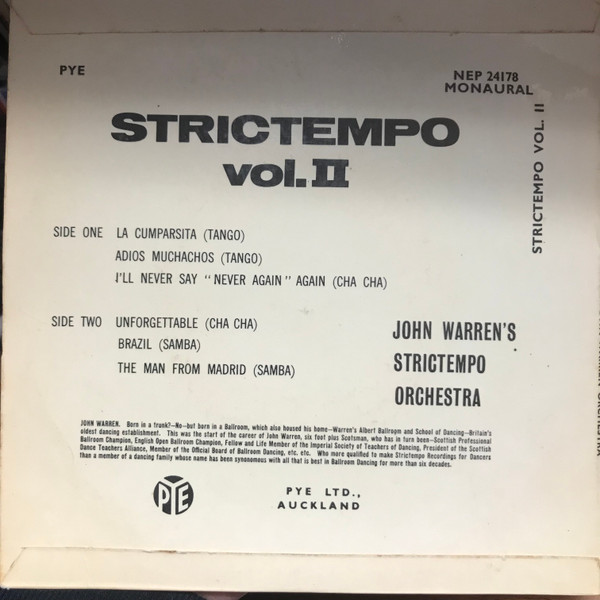 PYE
NEP 24178
MONAURAL
STRICTEMPO
VOL. II
STRICTEMPO VOL. II
SIDE ONE LA CUMPARSITA (TANGO)
ADIOS MUCHACHOS (TANGO)
I'LL NEVER SAY "NEVER AGAIN" AGAIN (CHA CHA)
SIDE TWO UNFORGETTABLE (CHA CHA)
BRAZIL (SAMBA)
THE MAN FROM MADRID (SAMBA)
JOHN WARREN'S
STRICTEMPO
ORCHESTRA
JOHN WARREN. Born in a trunk?—No—but born in a Ballroom, which also housed his home—Warren's Albert Ballroom and School of Dancing—Britain's
oldest dancing establishment. This was the start of the career of John Warren, six foot plus Scotsman, who has in turn been—Scottish Professional
Ballroom Champion, English Open Ballroom Champion, Fellow and Life Member of the Imperial Society of Teachers of Dancing, President of the Scottish
Dance Teachers Alliance, Member of the Official Board of Ballroom Dancing, etc. etc. Who more qualified to make Strictempo Recordings for Dancers
than a member of a dancing family whose name has been synonomous with all that is best in Ballroom Dancing for more than six decades.
PYE
PYE LTD.,
AUCKLAND